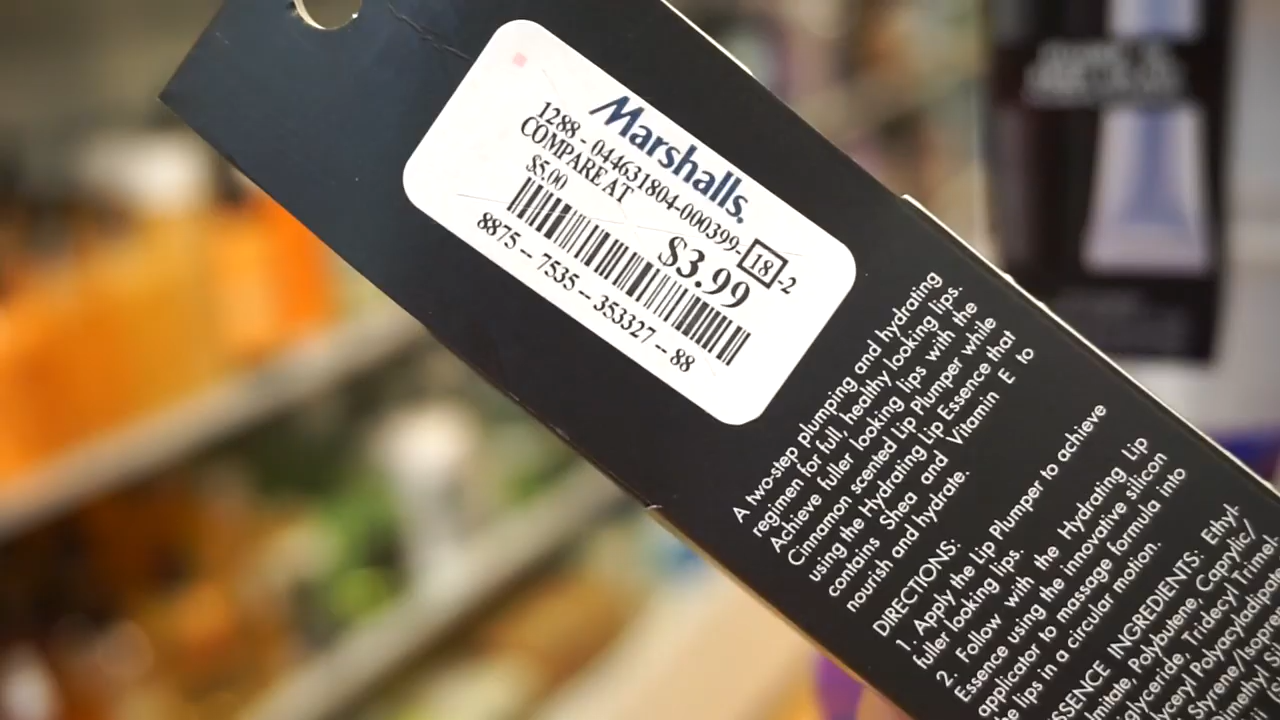 Marshalls.
1288 - 044631804-000399-18-2
COMPARE AT
$5.00
$3.99
8875 -- 7535 -- 353327 -- 88
A two-step plumping and hydrating
regimen for full, healthy looking lips.
Achieve fuller looking lips with the
Cinnamon scented Lip Plumper while
using the Hydrating Lip Essence that
contains Shea and Vitamin E to
nourish and hydrate.
DIRECTIONS:
1. Apply the Lip Plumper to achieve
fuller looking lips.
2. Follow with the Hydrating Lip
Essence using the innovative silicon
applicator to massage formula into
the lips in a circular motion.
ESSENCE INGREDIENTS: Ethyl-
Polybutene, Caprylic/
Tridecyl Trimel-
Polyacyladipate